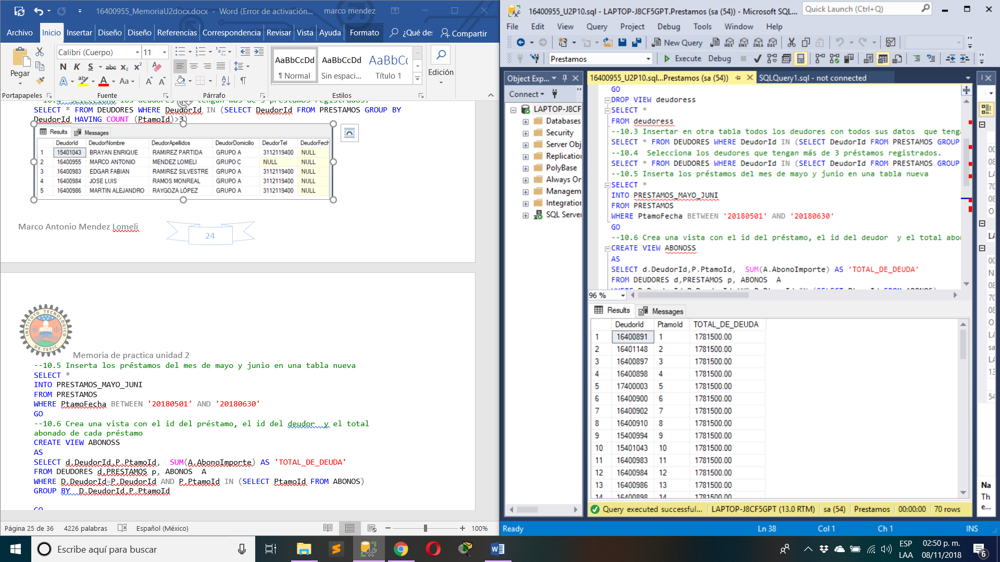 16400955_MemoriaU2docx.docx - Word (Error de activación... marco mendez
Archivo Inicio Insertar Diseño Diseño Referencias Correspondencia Revisar Vista Ayuda Formato ¿Qué de: Compartir
Pegar
Calibri (Cuerpo) 11
N K S abc x₂ x²
A ab A Aa A A
AaBbCcDd AaBbCcDd AaBbCc
¶ Normal Sin espaci... Título 1
Edición
Portapapeles Fuente Párrafo Estilos
SELECT * FROM DEUDORES WHERE DeudorId IN (SELECT DeudorId FROM PRESTAMOS GROUP BY
DeudorId HAVING COUNT (PtamoId)>3)
Results Messages
DeudorId DeudorNombre DeudorApellidos DeudorDomicilio DeudorTel DeudorFech
1 15401043 BRAYAN ENRIQUE RAMIREZ PARTIDA GRUPO A 3112119400 NULL
2 16400955 MARCO ANTONIO MENDEZ LOMELI GRUPO C NULL NULL
3 16400983 EDGAR FABIAN RAMIREZ SILVESTRE GRUPO A 3112119400 NULL
4 16400984 JOSE LUIS RAMOS MONREAL GRUPO A 3112119400 NULL
5 16400986 MARTIN ALEJANDRO RAYGOZA LÓPEZ GRUPO A 3112119400 NULL
Marco Antonio Mendez Lomeli
24
INSTITUTO TECNOLÓGICO
DE TEPIC
Memoria de practica unidad 2
--10.5 Inserta los préstamos del mes de mayo y junio en una tabla nueva
SELECT *
INTO PRESTAMOS_MAYO_JUNI
FROM PRESTAMOS
WHERE PtamoFecha BETWEEN '20180501' AND '20180630'
GO
--10.6 Crea una vista con el id del préstamo, el id del deudor  y el total
abonado de cada préstamo
CREATE VIEW ABONOSS
AS
SELECT d.DeudorId,P.PtamoId,  SUM(A.AbonoImporte) AS 'TOTAL_DE_DEUDA'
FROM DEUDORES d,PRESTAMOS p, ABONOS  A
WHERE D.DeudorId=P.DeudorId AND P.PtamoId IN (SELECT PtamoId FROM ABONOS)
GROUP BY  D.DeudorId,P.PtamoId
GO
Página 25 de 36 4226 palabras Español (México) 100%
16400955_U2P10.sql - LAPTOP-J8CF5GPT.Prestamos (sa (54)) - Microsoft SQL... Quick Launch (Ctrl+Q)
File Edit View Query Project Debug Tools Window Help
New Query MDX DMX XMLA DAX
Prestamos Execute Debug
Object Exp...
Connect
LAPTOP-J8CF
Databases
Security
Server Obj
Replication
PolyBase
Always On
Managem
Integration
SQL Server
16400955_U2P10.sql...Prestamos (sa (54)) SQLQuery1.sql - not connected
GO
DROP VIEW deudoress
SELECT *
FROM deudoress
--10.3 Insertar en otra tabla todos los deudores con todos sus datos  que teng
SELECT * FROM DEUDORES WHERE DeudorId IN (SELECT DeudorId FROM PRESTAMOS GROUP
--10.4  Selecciona los deudores que tengan más de 3 préstamos registrados.
SELECT * FROM DEUDORES WHERE DeudorId IN (SELECT DeudorId FROM PRESTAMOS GROUP
--10.5 Inserta los préstamos del mes de mayo y junio en una tabla nueva
SELECT *
INTO PRESTAMOS_MAYO_JUNI
FROM PRESTAMOS
WHERE PtamoFecha BETWEEN '20180501' AND '20180630'
GO
--10.6 Crea una vista con el id del préstamo, el id del deudor  y el total abon
CREATE VIEW ABONOSS
AS
SELECT d.DeudorId,P.PtamoId,  SUM(A.AbonoImporte) AS 'TOTAL_DE_DEUDA'
FROM DEUDORES d,PRESTAMOS p, ABONOS  A
96 %
Results Messages
DeudorId PtamoId TOTAL_DE_DEUDA
1 16400891 1 1781500.00
2 16401148 2 1781500.00
3 16400897 3 1781500.00
4 16400898 4 1781500.00
5 17400003 5 1781500.00
6 16400900 6 1781500.00
7 16400902 7 1781500.00
8 16400910 8 1781500.00
9 15400994 9 1781500.00
10 15401043 10 1781500.00
11 16400983 11 1781500.00
12 16400984 12 1781500.00
13 16400986 13 1781500.00
14 16400898 14 1781500.00
Query executed successful... LAPTOP-J8CF5GPT (13.0 RTM) sa (54) Prestamos 00:00:00 70 rows
Na
Th
e...
Ready Ln 38 Col 1 Ch 1 INS
Escribe aquí para buscar
ESP
LAA
02:50 p. m.
08/11/2018
6